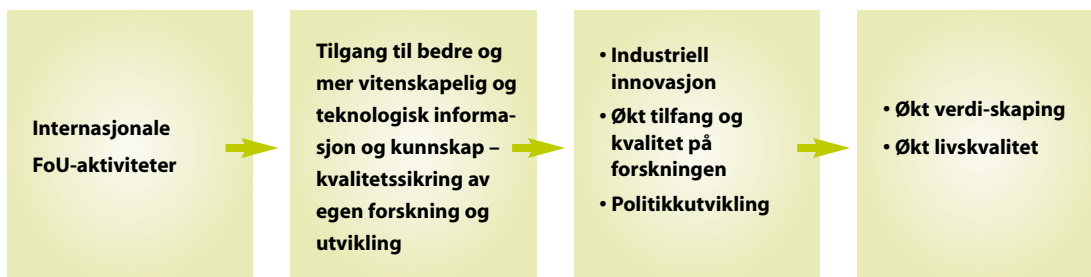 Internasjonale
FoU-aktiviteter
Tilgang til bedre og
mer vitenskapelig og
teknologisk informa-
sjon og kunnskap –
kvalitetssikring av
egen forskning og
utvikling
• Industriell
innovasjon
• Økt tilfang og
kvalitet på
forskningen
• Politikkutvikling
• Økt verdi-skaping
• Økt livskvalitet